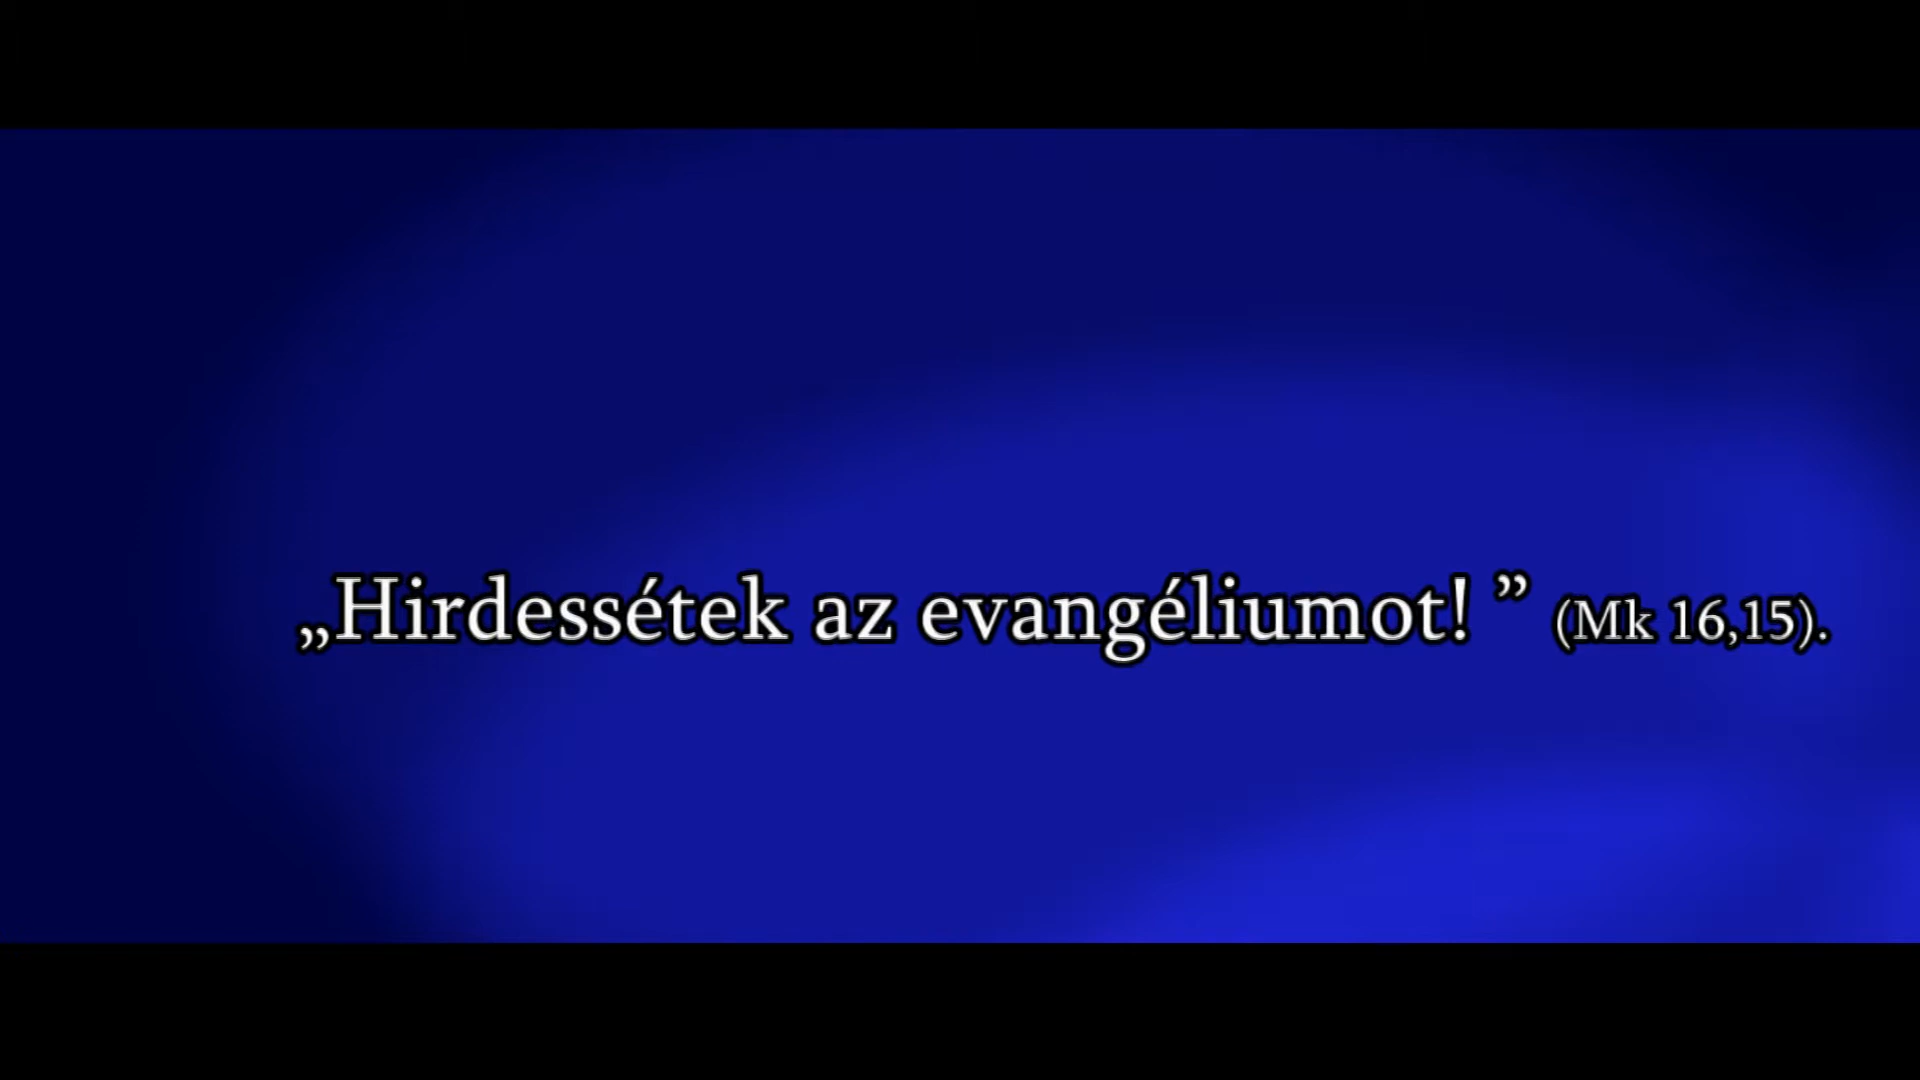 „Hirdessétek az evangéliumot! ” (Mk 16,15).